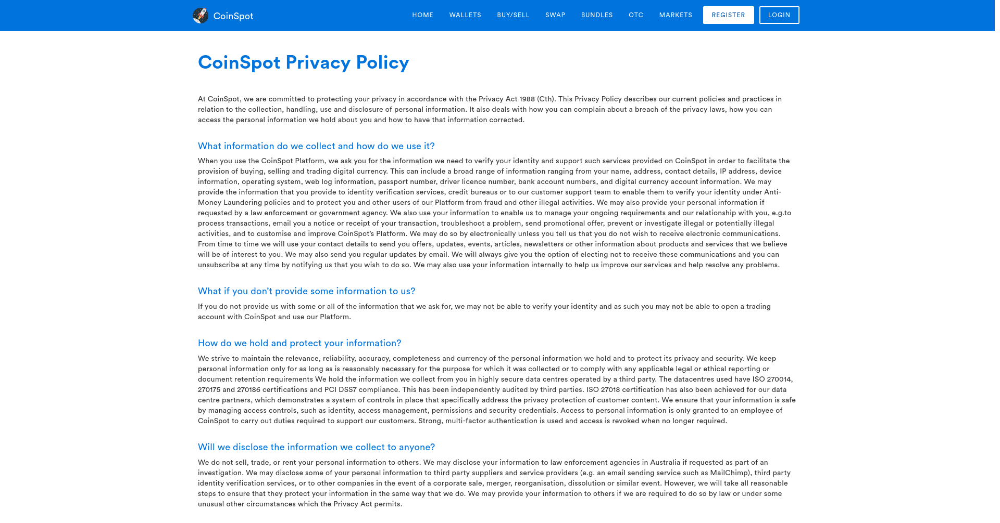 CoinSpot
HOME WALLETS BUY/SELL SWAP BUNDLES OTC MARKETS REGISTER LOGIN
CoinSpot Privacy Policy
At CoinSpot, we are committed to protecting your privacy in accordance with the Privacy Act 1988 (Cth). This Privacy Policy describes our current policies and practices in
relation to the collection, handling, use and disclosure of personal information. It also deals with how you can complain about a breach of the privacy laws, how you can
access the personal information we hold about you and how to have that information corrected.
What information do we collect and how do we use it?
When you use the CoinSpot Platform, we ask you for the information we need to verify your identity and support such services provided on CoinSpot in order to facilitate the
provision of buying, selling and trading digital currency. This can include a broad range of information ranging from your name, address, contact details, IP address, device
information, operating system, web log information, passport number, driver licence number, bank account numbers, and digital currency account information. We may
provide the information that you provide to identity verification services, credit bureaus or to our customer support team to enable them to verify your identity under Anti-
Money Laundering policies and to protect you and other users of our Platform from fraud and other illegal activities. We may also provide your personal information if
requested by a law enforcement or government agency. We also use your information to enable us to manage your ongoing requirements and our relationship with you, e.g.to
process transactions, email you a notice or receipt of your transaction, troubleshoot a problem, send promotional offer, prevent or investigate illegal or potentially illegal
activities, and to customise and improve CoinSpot’s Platform. We may do so by electronically unless you tell us that you do not wish to receive electronic communications.
From time to time we will use your contact details to send you offers, updates, events, articles, newsletters or other information about products and services that we believe
will be of interest to you. We may also send you regular updates by email. We will always give you the option of electing not to receive these communications and you can
unsubscribe at any time by notifying us that you wish to do so. We may also use your information internally to help us improve our services and help resolve any problems.
What if you don’t provide some information to us?
If you do not provide us with some or all of the information that we ask for, we may not be able to verify your identity and as such you may not be able to open a trading
account with CoinSpot and use our Platform.
How do we hold and protect your information?
We strive to maintain the relevance, reliability, accuracy, completeness and currency of the personal information we hold and to protect its privacy and security. We keep
personal information only for as long as is reasonably necessary for the purpose for which it was collected or to comply with any applicable legal or ethical reporting or
document retention requirements We hold the information we collect from you in highly secure data centres operated by a third party. The datacentres used have ISO 270014,
270175 and 270186 certifications and PCI DSS7 compliance. This has been independently audited by third parties. ISO 27018 certification has also been achieved for our data
centre partners, which demonstrates a system of controls in place that specifically address the privacy protection of customer content. We ensure that your information is safe
by managing access controls, such as identity, access management, permissions and security credentials. Access to personal information is only granted to an employee of
CoinSpot to carry out duties required to support our customers. Strong, multi-factor authentication is used and access is revoked when no longer required.
Will we disclose the information we collect to anyone?
We do not sell, trade, or rent your personal information to others. We may disclose your information to law enforcement agencies in Australia if requested as part of an
investigation. We may disclose some of your personal information to third party suppliers and service providers (e.g. an email sending service such as MailChimp), third party
identity verification services, or to other companies in the event of a corporate sale, merger, reorganisation, dissolution or similar event. However, we will take all reasonable
steps to ensure that they protect your information in the same way that we do. We may provide your information to others if we are required to do so by law or under some
unusual other circumstances which the Privacy Act permits.